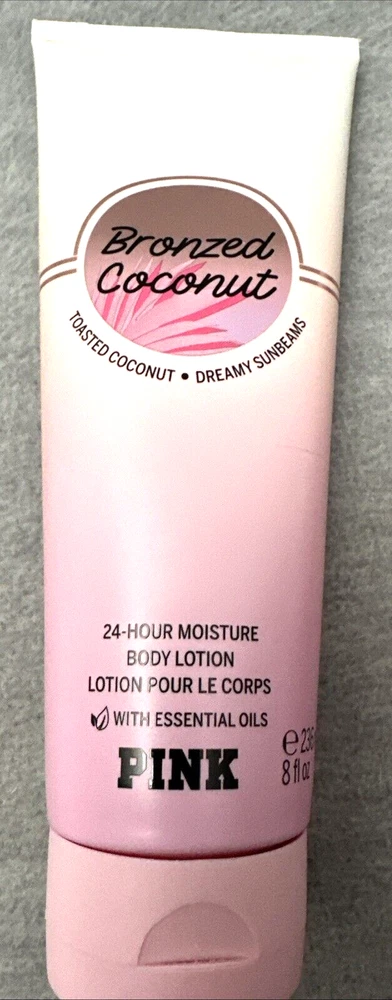 Bronzed
Coconut
TOASTED COCONUT • DREAMY SUNBEAMS
24-HOUR MOISTURE
BODY LOTION
LOTION POUR LE CORPS
WITH ESSENTIAL OILS
PINK
℮ 236
8 fl oz